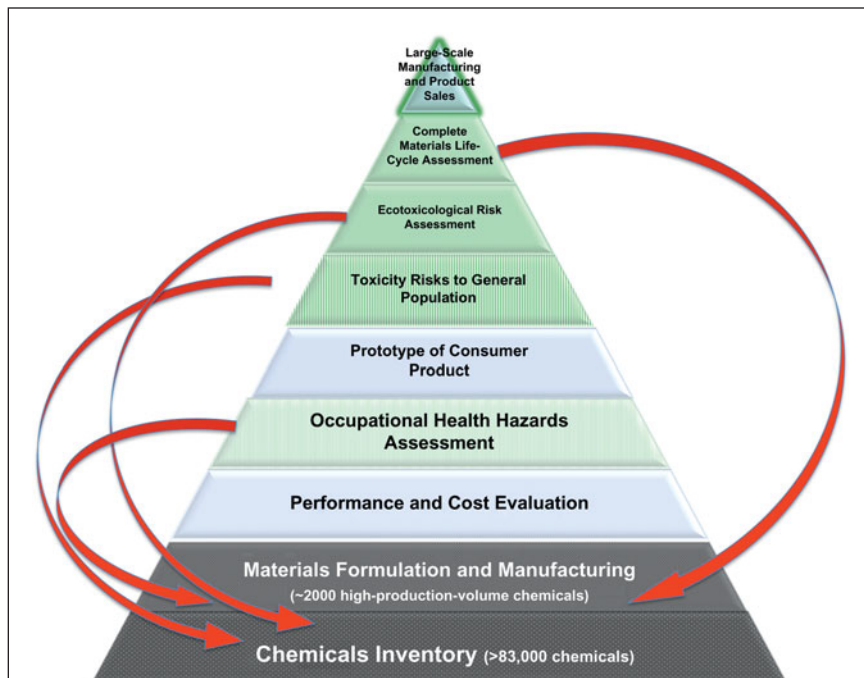 Large-Scale
Manufacturing
and Product
Sales
Complete
Materials Life-
Cycle Assessment
Ecotoxicological Risk
Assessment
Toxicity Risks to General
Population
Prototype of Consumer
Product
Occupational Health Hazards
Assessment
Performance and Cost Evaluation
Materials Formulation and Manufacturing
(~2000 high-production-volume chemicals)
Chemicals Inventory (>83,000 chemicals)